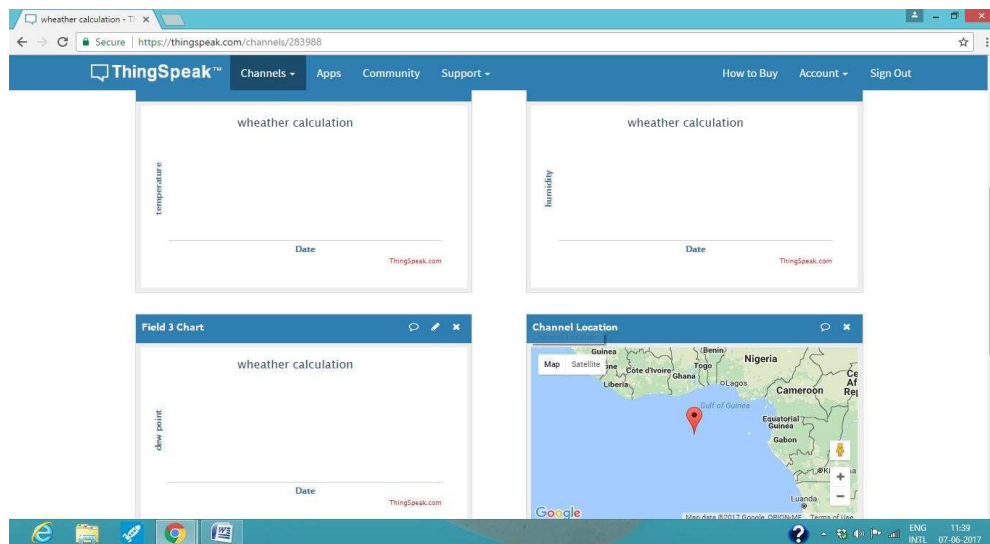 wheather calculation - Th
Secure https://thingspeak.com/channels/283988
ThingSpeak™ Channels Apps Community Support How to Buy Account Sign Out
wheather calculation
temperature
Date
ThingSpeak.com
wheather calculation
humidity
Date
ThingSpeak.com
Field 3 Chart
wheather calculation
dew point
Date
ThingSpeak.com
Channel Location
Map Satellite
Guinea
(Benin)
Nigeria
Côte d'Ivoire
Togo
Ghana
Liberia
Lagos
Cameroon
Gulf of Guinea
Equatorial
Guinea
Gabon
Luanda
Google
Map data ©2017 Google, ORION-ME Terms of Use
ENG 11:39
INTL 07-06-2017